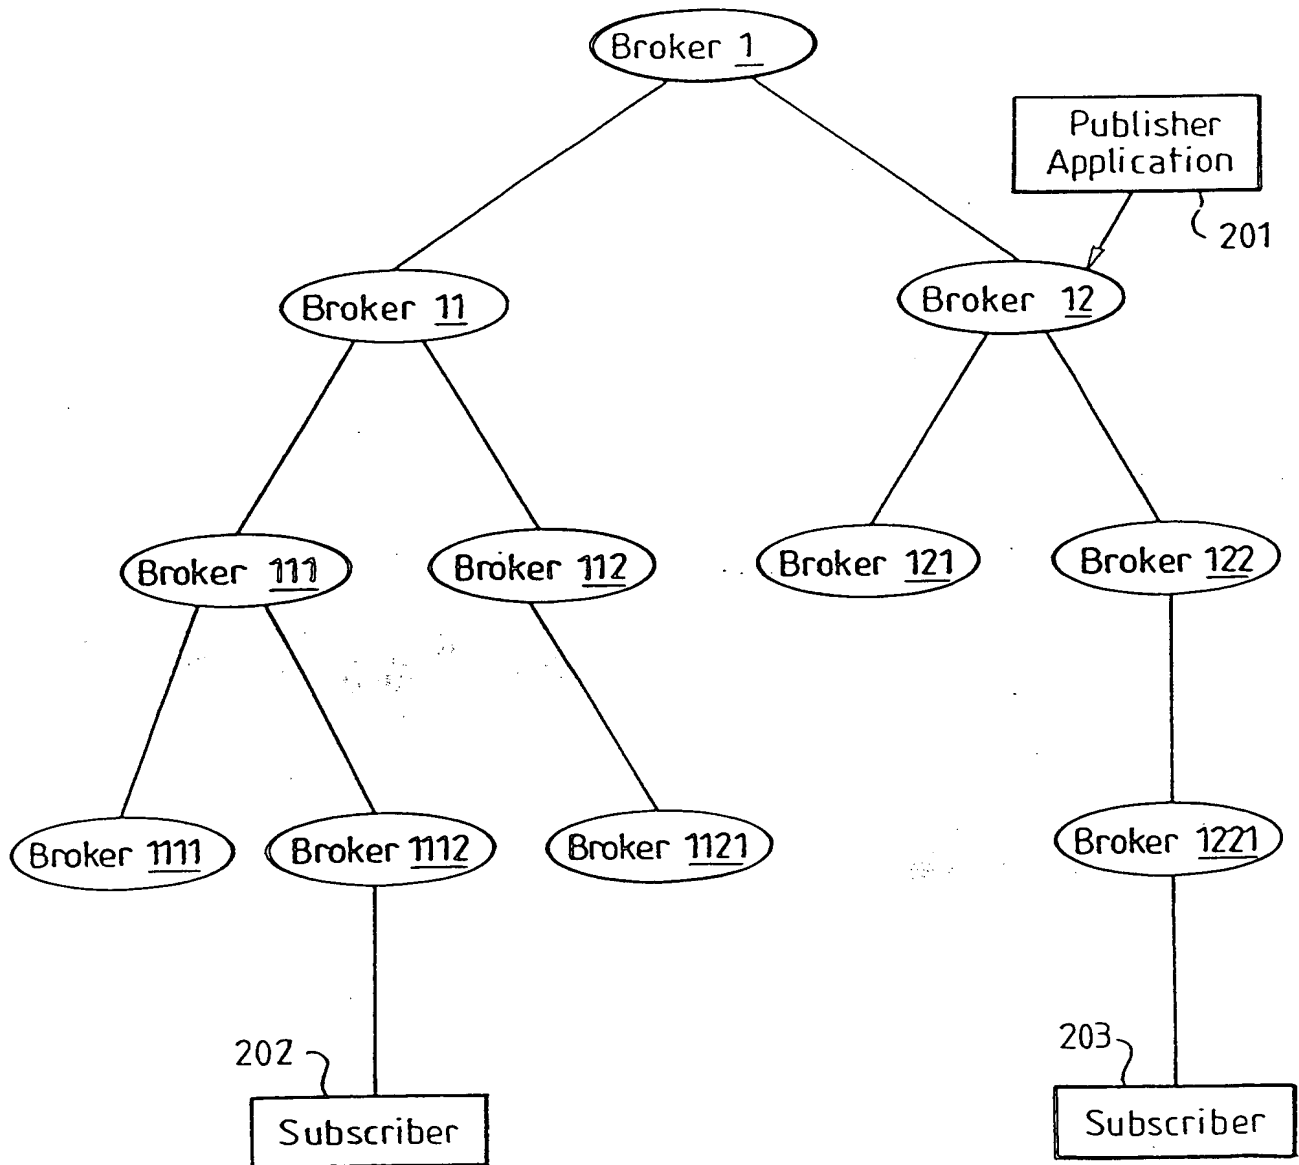 Broker 1
Publisher
Application
201
Broker 11
Broker 12
Broker 111
Broker 112
Broker 121
Broker 122
Broker 1111
Broker 1112
Broker 1121
Broker 1221
202
203
Subscriber
Subscriber